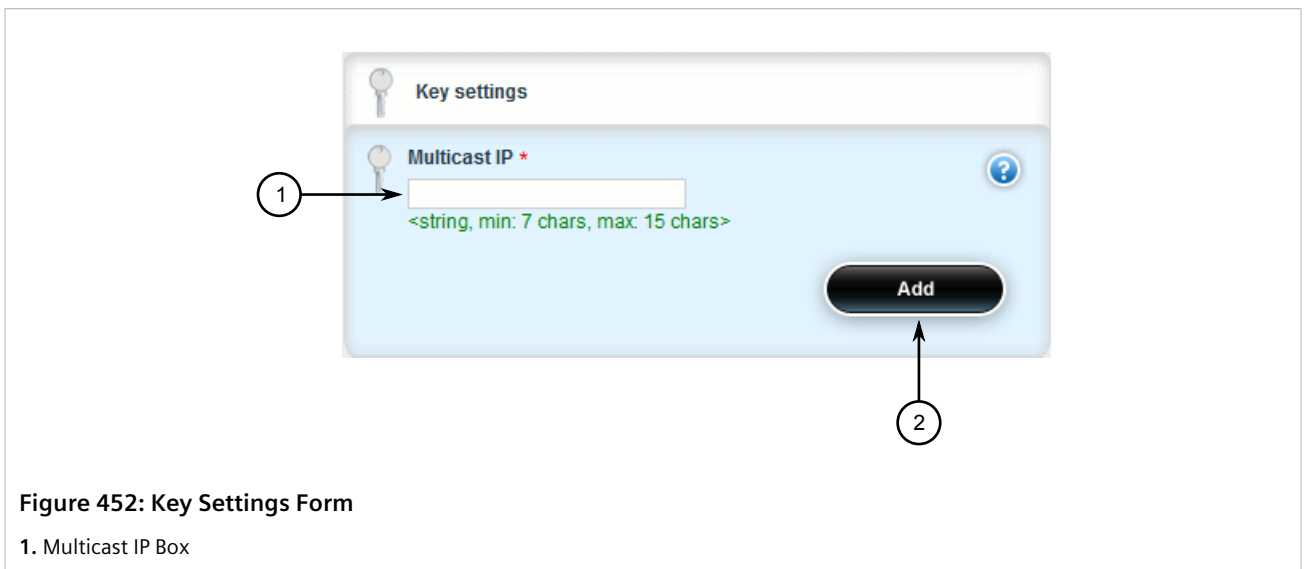 Key settings
Multicast IP *
1
?
<string, min: 7 chars, max: 15 chars>
Add
2
Figure 452: Key Settings Form
1. Multicast IP Box